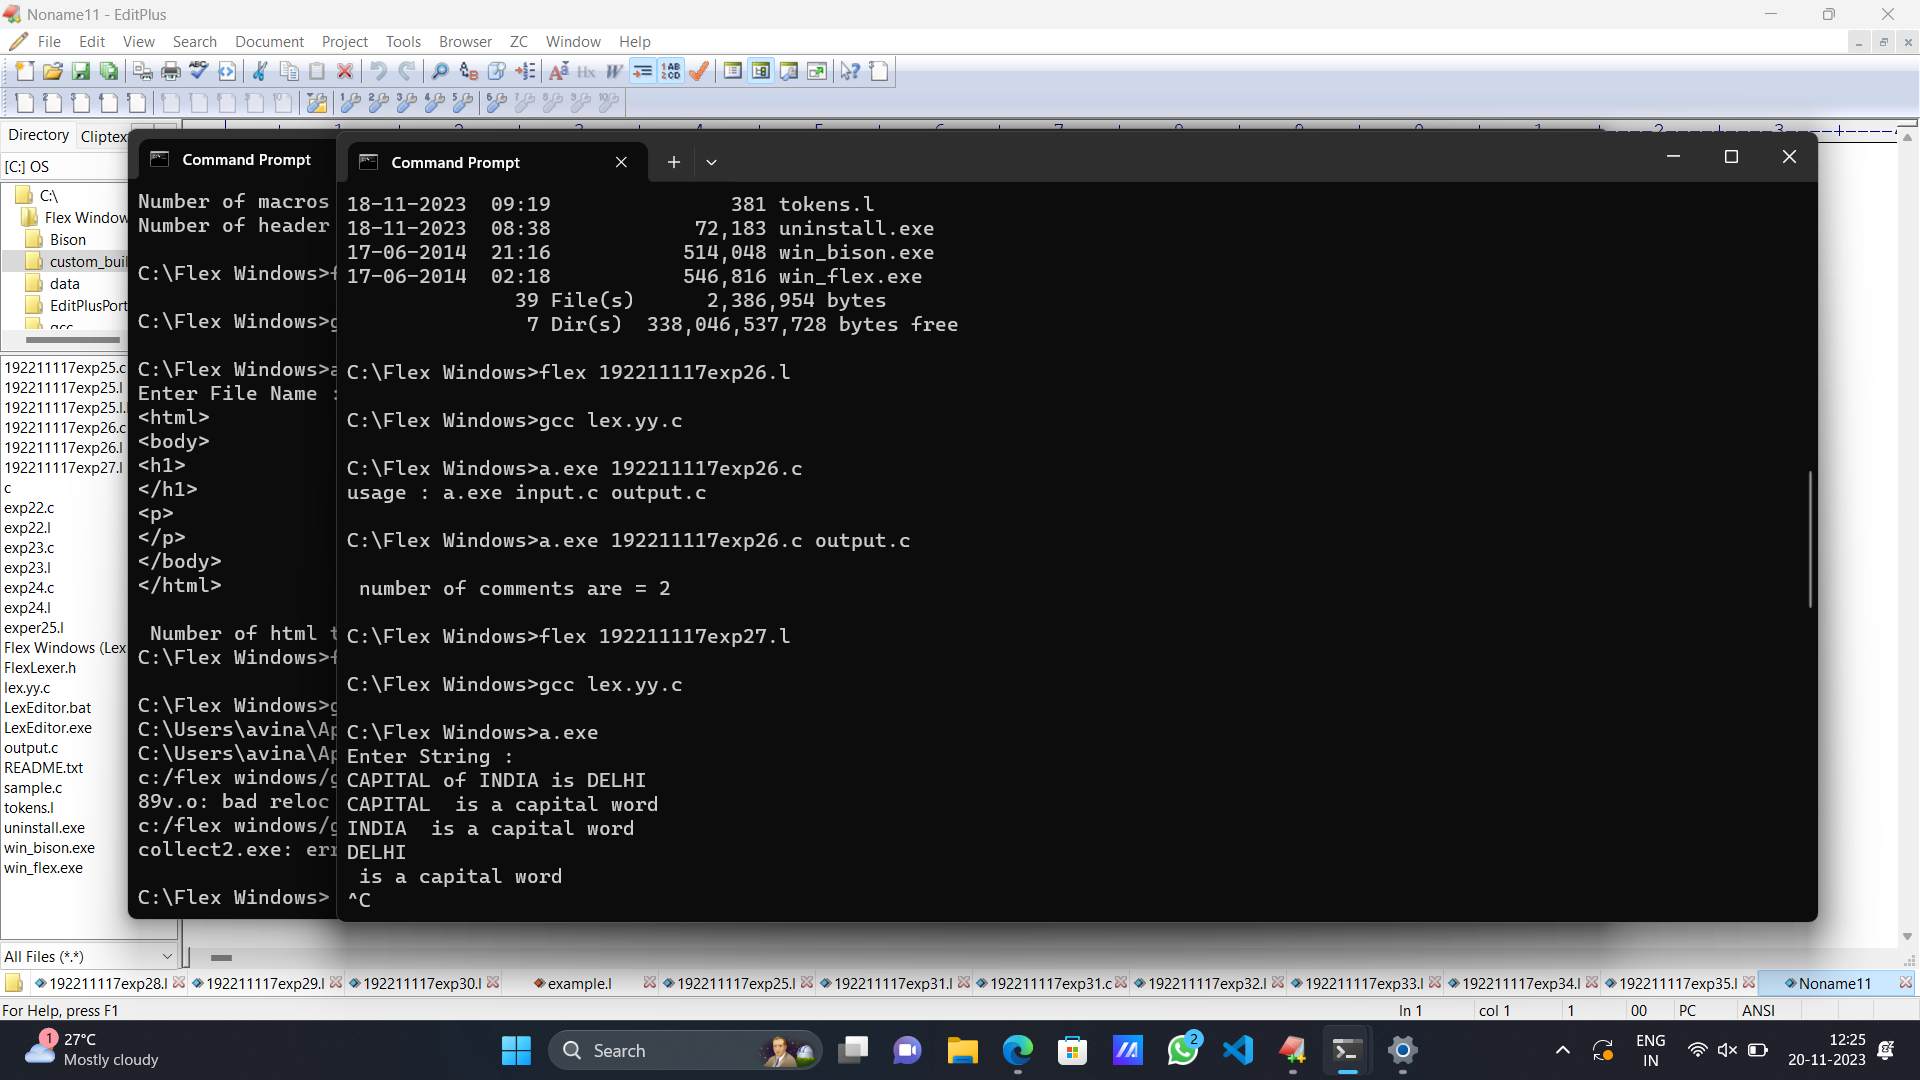 Noname11 - EditPlus
File Edit View Search Document Project Tools Browser ZC Window Help
Directory Cliptex
[C:] OS
C:\
Flex Window
Bison
custom_buil
data
EditPlusPort
gcc
192211117exp25.c
192211117exp25.l
192211117exp25.l.
192211117exp26.c
192211117exp26.l
192211117exp27.l
c
exp22.c
exp22.l
exp23.c
exp23.l
exp24.c
exp24.l
exper25.l
Flex Windows (Lex
FlexLexer.h
lex.yy.c
LexEditor.bat
LexEditor.exe
output.c
README.txt
sample.c
tokens.l
uninstall.exe
win_bison.exe
win_flex.exe
All Files (*.*)
Command Prompt
Number of macros
Number of header
C:\Flex Windows>f
C:\Flex Windows>g
C:\Flex Windows>a
Enter File Name :
<html>
<body>
<h1>
</h1>
<p>
</p>
</body>
</html>
Number of html t
C:\Flex Windows>f
C:\Flex Windows>g
C:\Users\avina\Ap
C:\Users\avina\Ap
c:/flex windows/g
89v.o: bad reloc
c:/flex windows/g
collect2.exe: err
C:\Flex Windows>
Command Prompt
18-11-2023 09:19 381 tokens.l
18-11-2023 08:38 72,183 uninstall.exe
17-06-2014 21:16 514,048 win_bison.exe
17-06-2014 02:18 546,816 win_flex.exe
39 File(s) 2,386,954 bytes
7 Dir(s) 338,046,537,728 bytes free
C:\Flex Windows>flex 192211117exp26.l
C:\Flex Windows>gcc lex.yy.c
C:\Flex Windows>a.exe 192211117exp26.c
usage : a.exe input.c output.c
C:\Flex Windows>a.exe 192211117exp26.c output.c
number of comments are = 2
C:\Flex Windows>flex 192211117exp27.l
C:\Flex Windows>gcc lex.yy.c
C:\Flex Windows>a.exe
Enter String :
CAPITAL of INDIA is DELHI
CAPITAL  is a capital word
INDIA  is a capital word
DELHI
is a capital word
^C
192211117exp28.l 192211117exp29.l 192211117exp30.l example.l 192211117exp25.l 192211117exp31.l 192211117exp31.c 192211117exp32.l 192211117exp33.l 192211117exp34.l 192211117exp35.l Noname11
For Help, press F1 ln 1 col 1 1 00 PC ANSI
1 27°C
Mostly cloudy
Search
2
ENG
IN
12:25
20-11-2023